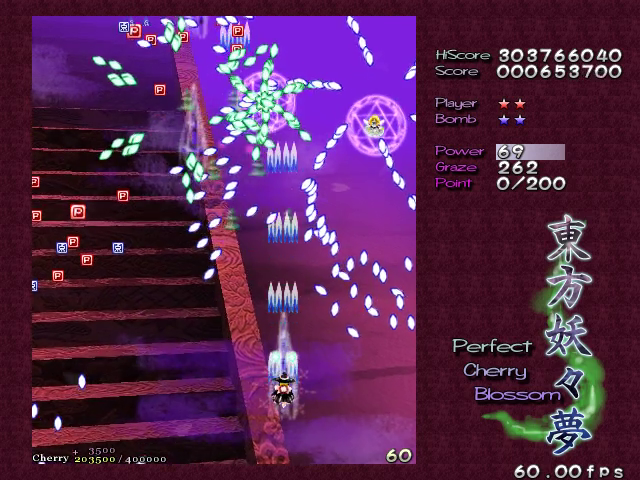 HiScore 303766040
Score 000653700
Player
Bomb
Power 69
Graze 262
Point 0/200
東方妖々夢
Perfect
Cherry
Blossom
+ 3500
Cherry 203500/400000
60
60.00fps
P
P
P
P
P
P
P
P
P
P
P
P
P